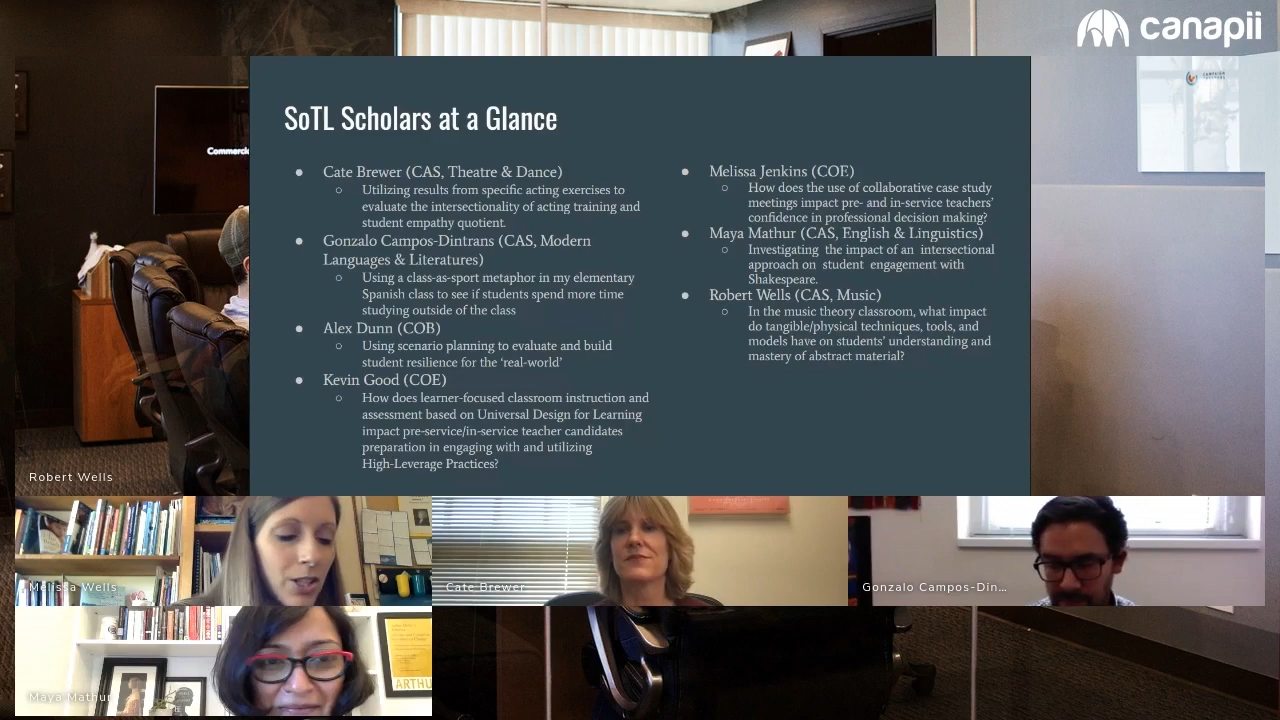 canapii
Commerci
SoTL Scholars at a Glance
Cate Brewer (CAS, Theatre & Dance)
Utilizing results from specific acting exercises to
evaluate the intersectionality of acting training and
student empathy quotient.
Gonzalo Campos-Dintrans (CAS, Modern
Languages & Literatures)
Using a class-as-sport metaphor in my elementary
Spanish class to see if students spend more time
studying outside of the class
Alex Dunn (COB)
Using scenario planning to evaluate and build
student resilience for the ‘real-world’
Kevin Good (COE)
How does learner-focused classroom instruction and
assessment based on Universal Design for Learning
impact pre-service/in-service teacher candidates
preparation in engaging with and utilizing
High-Leverage Practices?
Melissa Jenkins (COE)
How does the use of collaborative case study
meetings impact pre- and in-service teachers’
confidence in professional decision making?
Maya Mathur (CAS, English & Linguistics)
Investigating the impact of an intersectional
approach on student engagement with
Shakespeare.
Robert Wells (CAS, Music)
In the music theory classroom, what impact
do tangible/physical techniques, tools, and
models have on students’ understanding and
mastery of abstract material?
Robert Wells
Melissa Wells
Cate Brewer
Gonzalo Campos-Din...
Maya Mathur
ARTHU